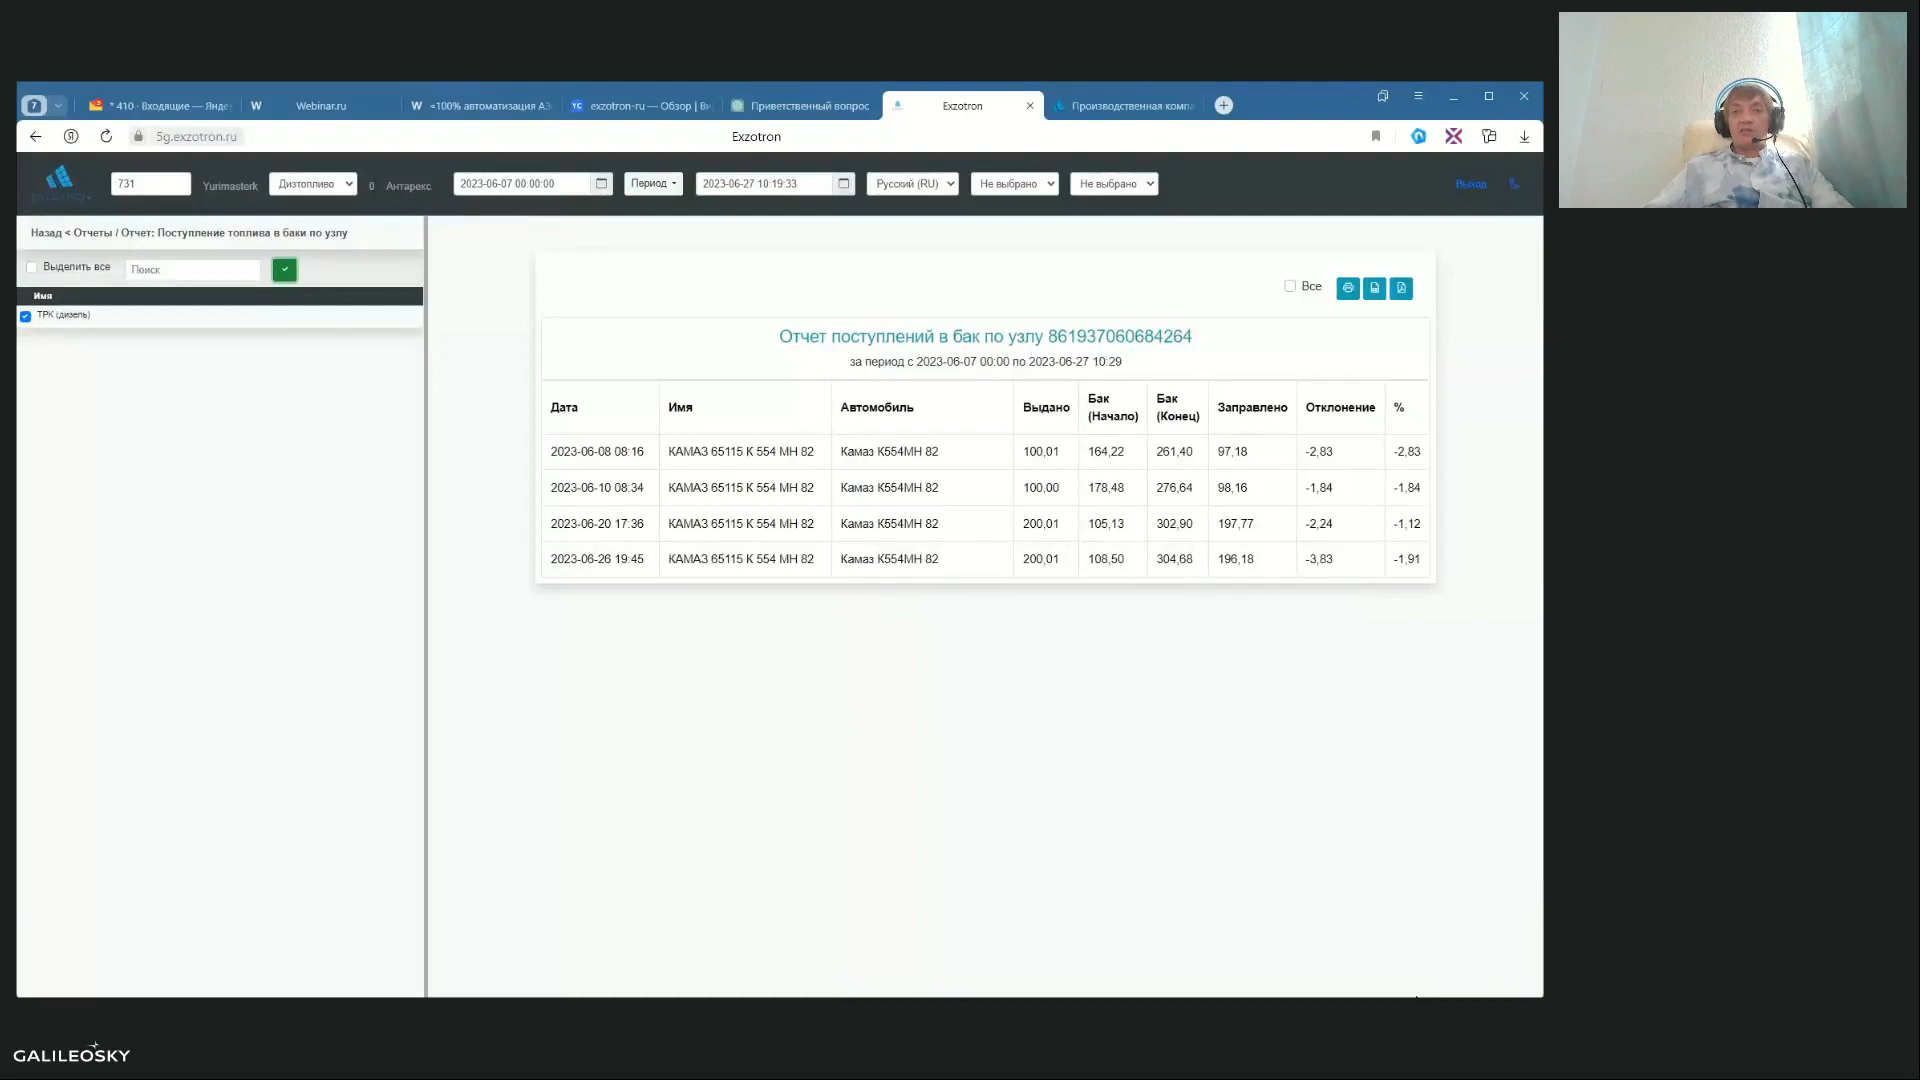 7
* 410 · Входящие — Янде
Webinar.ru
<100% автоматизация АЗ
exzotron-ru — Обзор | Ви
Приветственный вопрос
Exzotron
Производственная компа
5g.exzotron.ru
Exzotron
731
Yurimasterk
Дизтопливо
0
Антарекс
2023-06-07 00:00:00
Период
2023-06-27 10:19:33
Русский (RU)
Не выбрано
Не выбрано
Выход
Назад < Отчеты / Отчет: Поступление топлива в баки по узлу
Выделить все
Поиск
Имя
ТРК (дизель)
Все
Отчет поступлений в бак по узлу 861937060684264
за период с 2023-06-07 00:00 по 2023-06-27 10:29
Дата Имя Автомобиль Выдано Бак (Начало) Бак (Конец) Заправлено Отклонение %
2023-06-08 08:16 КАМАЗ 65115 К 554 МН 82 Камаз К554МН 82 100,01 164,22 261,40 97,18 -2,83 -2,83
2023-06-10 08:34 КАМАЗ 65115 К 554 МН 82 Камаз К554МН 82 100,00 178,48 276,64 98,16 -1,84 -1,84
2023-06-20 17:36 КАМАЗ 65115 К 554 МН 82 Камаз К554МН 82 200,01 105,13 302,90 197,77 -2,24 -1,12
2023-06-26 19:45 КАМАЗ 65115 К 554 МН 82 Камаз К554МН 82 200,01 108,50 304,68 196,18 -3,83 -1,91
GALILEOSKY